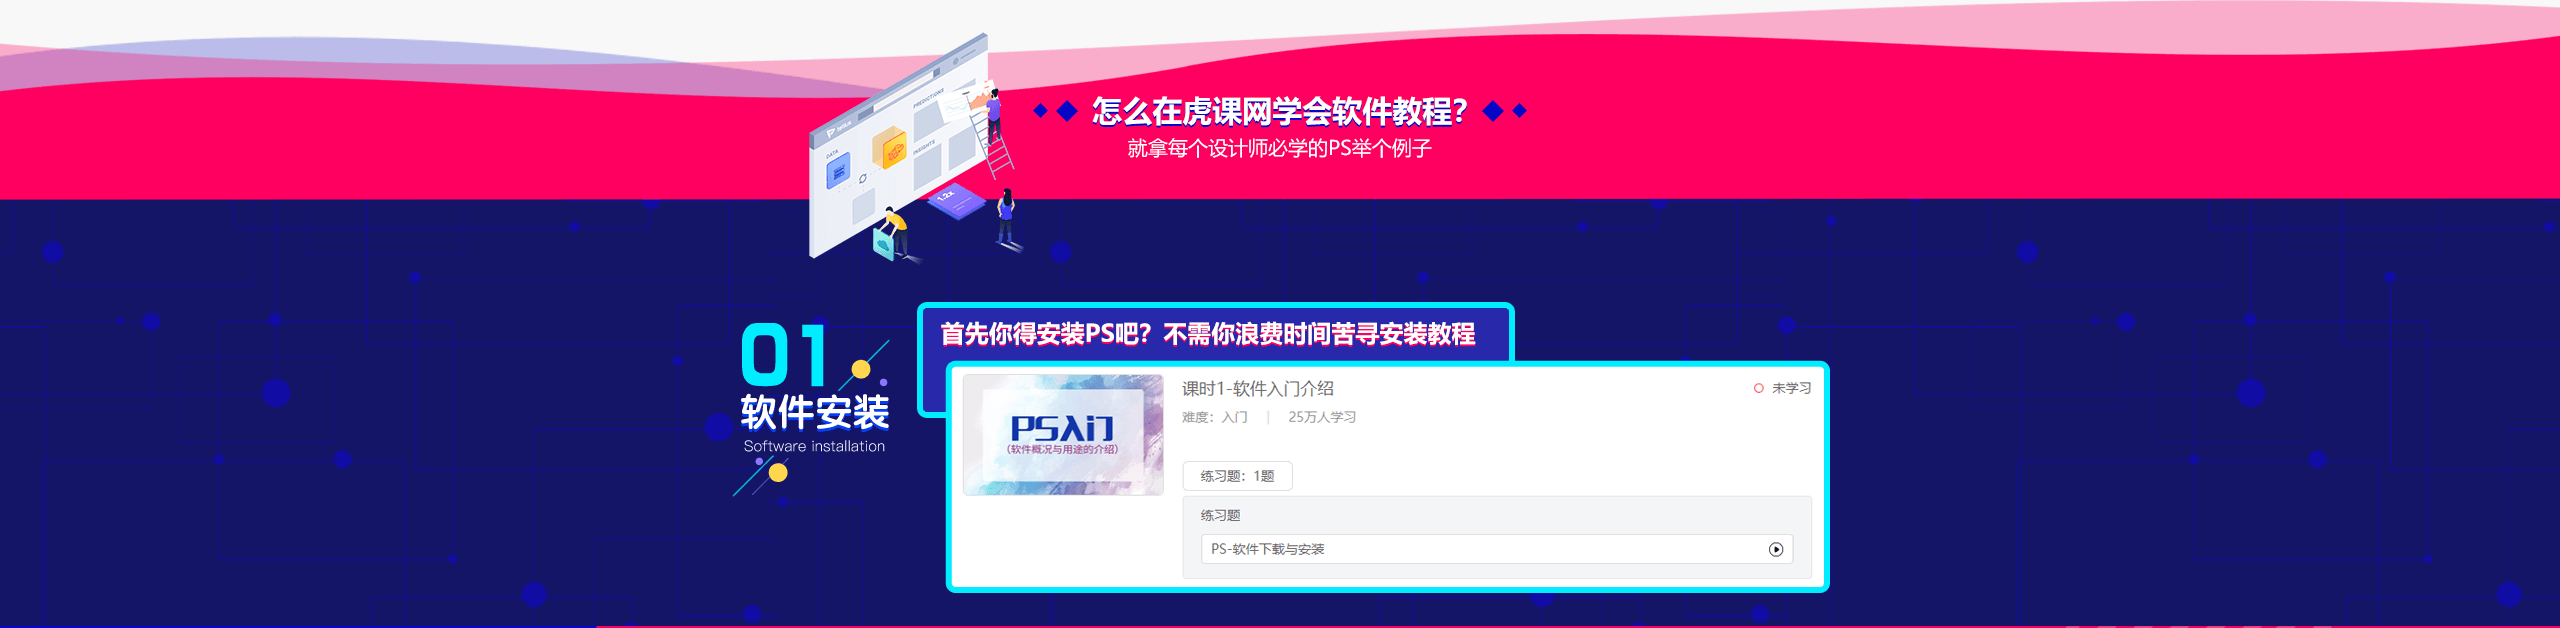 怎么在虎课网学会软件教程？
就拿每个设计师必学的PS举个例子
PREDICTIONS
DATA
INSIGHTS
1.2x
01
软件安装
Software installation
首先你得安装PS吧？不需你浪费时间苦寻安装教程
PS入门
（软件概况与用途的介绍）
课时1-软件入门介绍
未学习
难度：入门 | 25万人学习
练习题：1题
练习题
PS-软件下载与安装